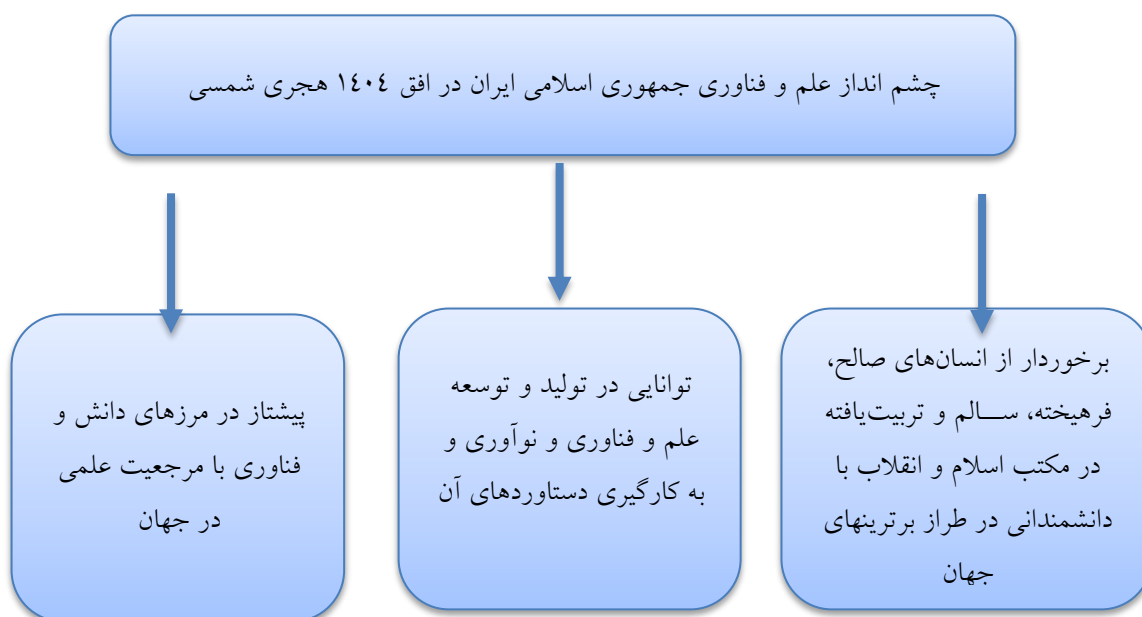 چشم انداز علم و فناوری جمهوری اسلامی ایران در افق ١٤٠٤ هجری شمسی
برخوردار از انسان‌های صالح،
فرهیخته، ســـالم و تربیت‌یافته
در مکتب اسلام و انقلاب با
دانشمندانی در طراز برترینهای
جهان
توانایی در تولید و توسعه
علم و فناوری و نوآوری و
به کارگیری دستاوردهای آن
پیشتاز در مرزهای دانش و
فناوری با مرجعیت علمی
در جهان